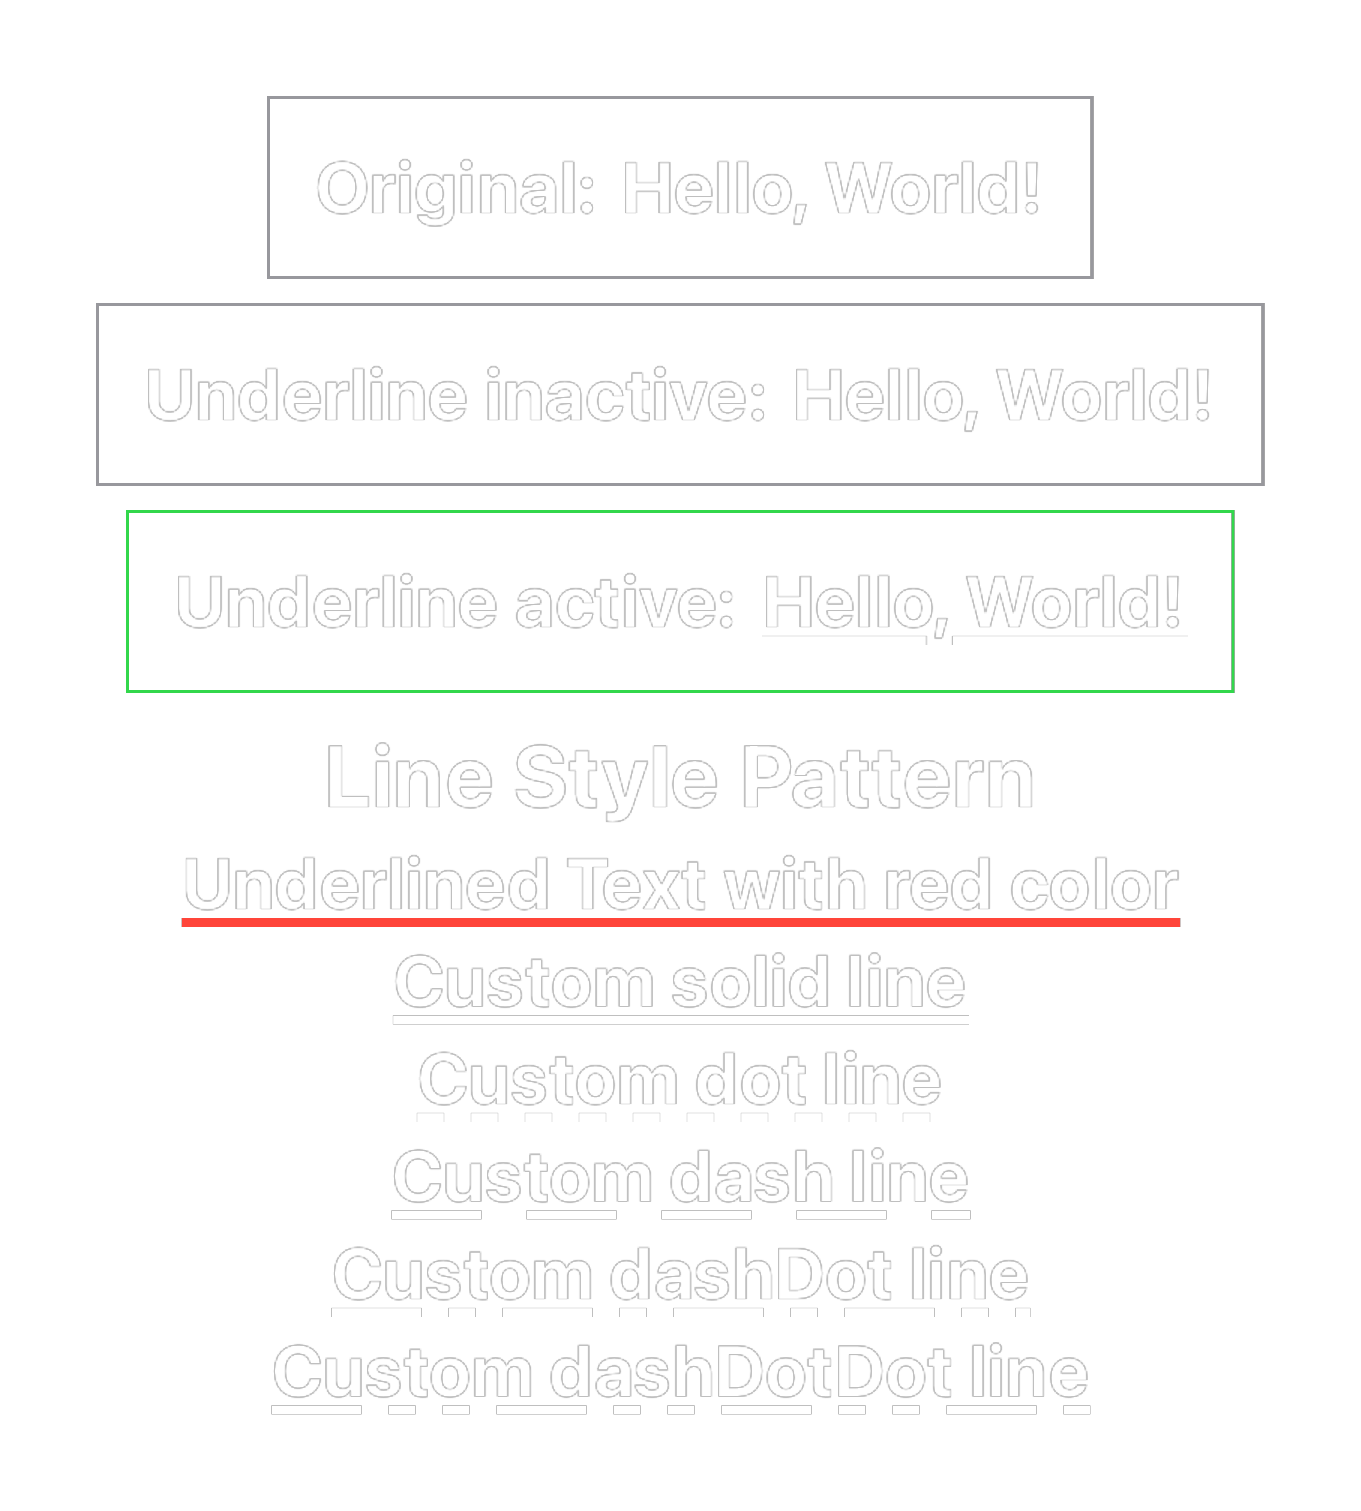 Original: Hello, World!
Underline inactive: Hello, World!
Underline active: Hello, World!
Line Style Pattern
Underlined Text with red color
Custom solid line
Custom dot line
Custom dash line
Custom dashDot line
Custom dashDotDot line